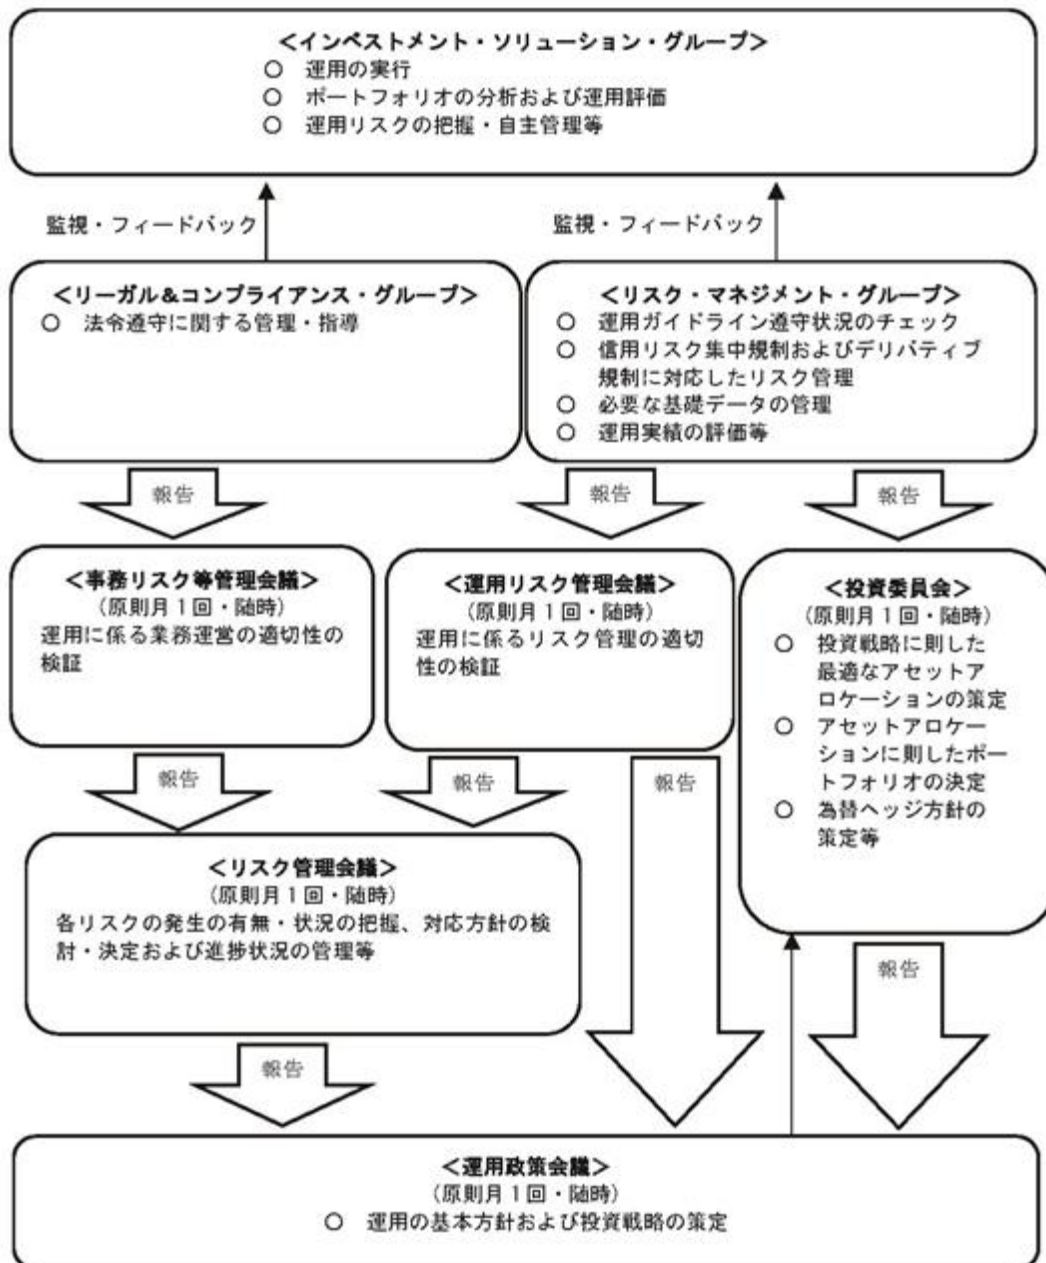 ＜インベストメント・ソリューション・グループ＞
○ 運用の実行
○ ポートフォリオの分析および運用評価
○ 運用リスクの把握・自主管理等
監視・フィードバック
監視・フィードバック
＜リーガル＆コンプライアンス・グループ＞
○ 法令遵守に関する管理・指導
＜リスク・マネジメント・グループ＞
○ 運用ガイドライン遵守状況のチェック
○ 信用リスク集中規制およびデリバティブ
規制に対応したリスク管理
○ 必要な基礎データの管理
○ 運用実績の評価等
報告
報告
報告
＜事務リスク等管理会議＞
（原則月１回・随時）
運用に係る業務運営の適切性の
検証
＜運用リスク管理会議＞
（原則月１回・随時）
運用に係るリスク管理の適切
性の検証
＜投資委員会＞
（原則月１回・随時）
○ 投資戦略に則した
最適なアセットア
ロケーションの策定
○ アセットアロケー
ションに則したポー
トフォリオの決定
○ 為替ヘッジ方針の
策定等
報告
報告
報告
＜リスク管理会議＞
（原則月１回・随時）
各リスクの発生の有無・状況の把握、対応方針の検
討・決定および進捗状況の管理等
報告
報告
＜運用政策会議＞
（原則月１回・随時）
○ 運用の基本方針および投資戦略の策定